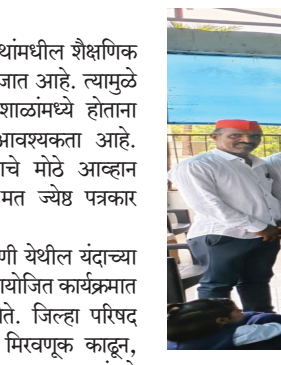 थांमधील शैक्षणिक
जात आहे. त्यामुळे
शाळांमध्ये होताना
आवश्यकता आहे.
ाचे मोठे आव्हान
मत ज्येष्ठ पत्रकार
णी येथील यंदाच्या
योजित कार्यक्रमात
ते. जिल्हा परिषद
मिरवणूक काढून,